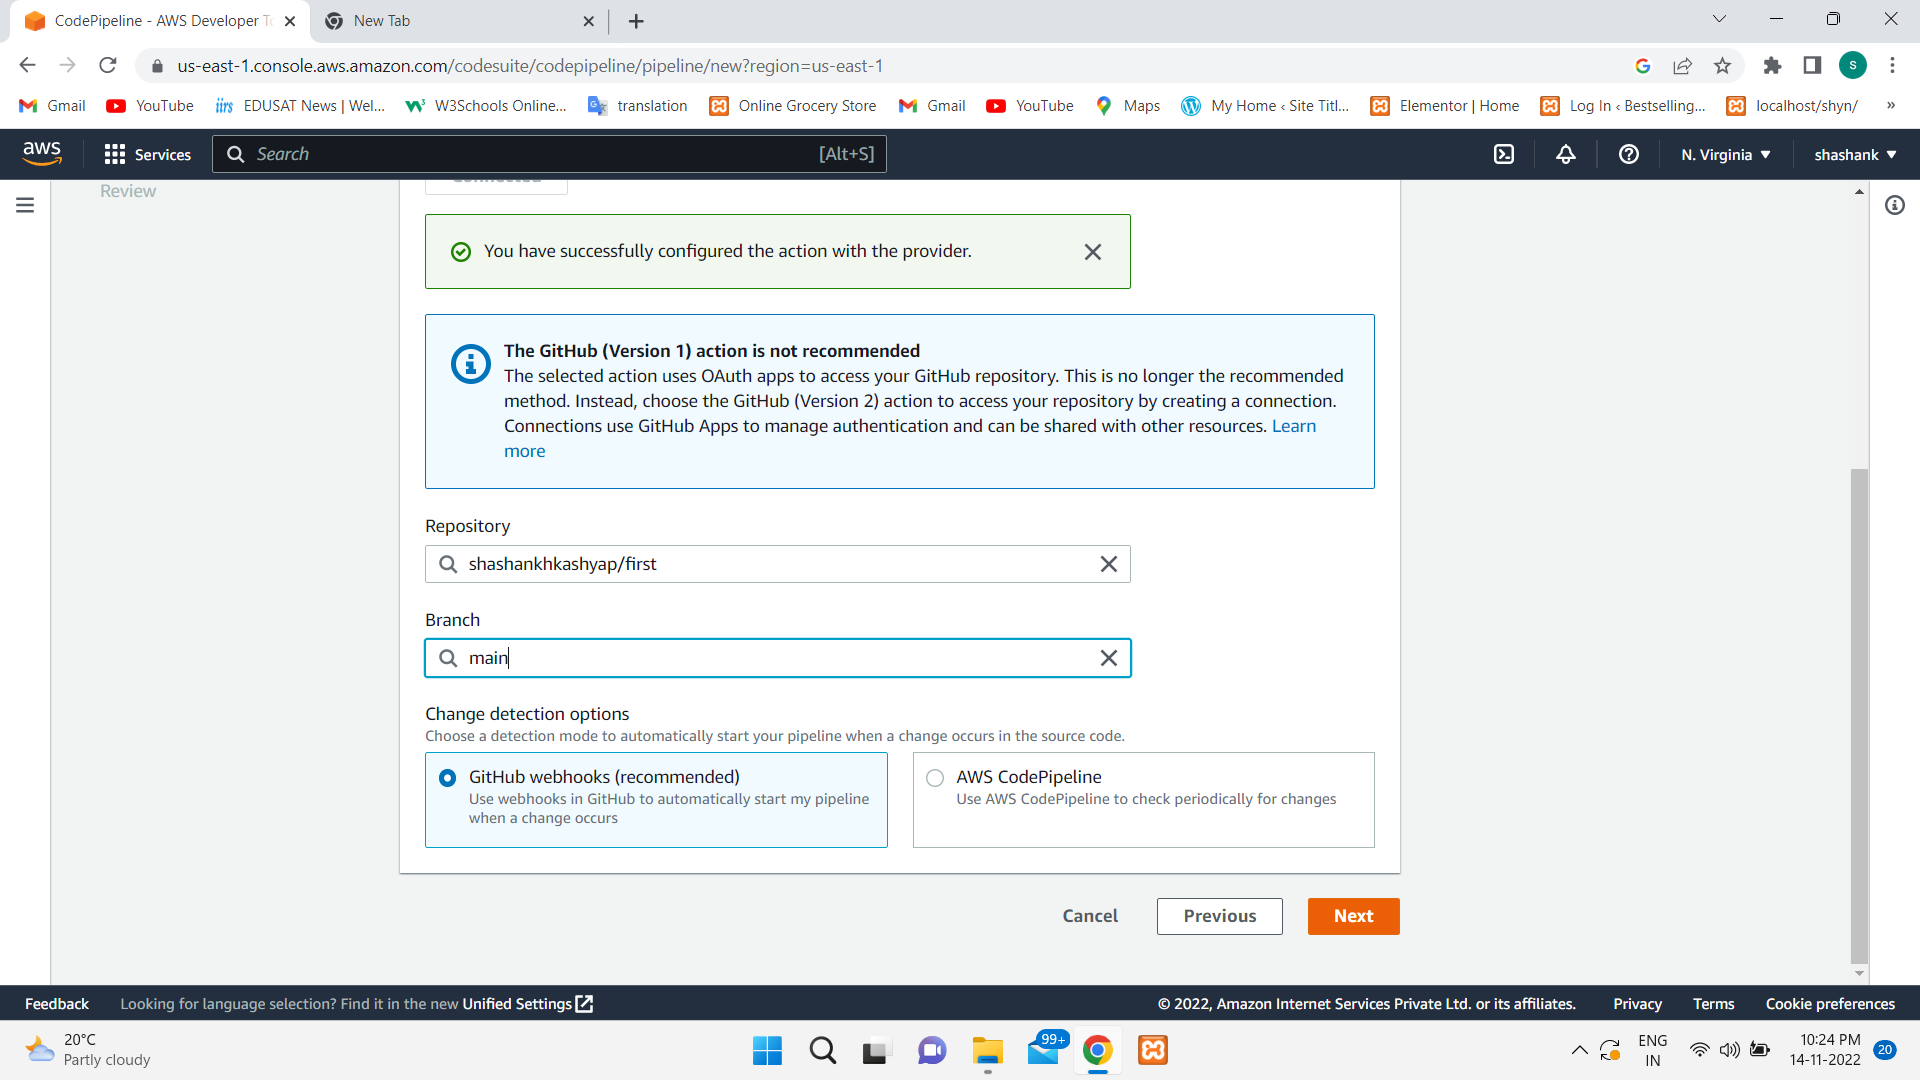 CodePipeline - AWS Developer To
New Tab
us-east-1.console.aws.amazon.com/codesuite/codepipeline/pipeline/new?region=us-east-1
S
Gmail
YouTube
iirs EDUSAT News | Wel...
W3Schools Online...
translation
Online Grocery Store
Gmail
YouTube
Maps
My Home ‹ Site Titl...
Elementor | Home
Log In ‹ Bestselling...
localhost/shyn/
»
aws
Services
Search
[Alt+S]
N. Virginia
shashank
Review
Connected
You have successfully configured the action with the provider.
The GitHub (Version 1) action is not recommended
The selected action uses OAuth apps to access your GitHub repository. This is no longer the recommended
method. Instead, choose the GitHub (Version 2) action to access your repository by creating a connection.
Connections use GitHub Apps to manage authentication and can be shared with other resources. Learn
more
Repository
shashankhkashyap/first
Branch
main
Change detection options
Choose a detection mode to automatically start your pipeline when a change occurs in the source code.
GitHub webhooks (recommended)
Use webhooks in GitHub to automatically start my pipeline
when a change occurs
AWS CodePipeline
Use AWS CodePipeline to check periodically for changes
Cancel
Previous
Next
Feedback
Looking for language selection? Find it in the new Unified Settings
© 2022, Amazon Internet Services Private Ltd. or its affiliates.
Privacy
Terms
Cookie preferences
20°C
Partly cloudy
99+
ENG
IN
10:24 PM
14-11-2022
20